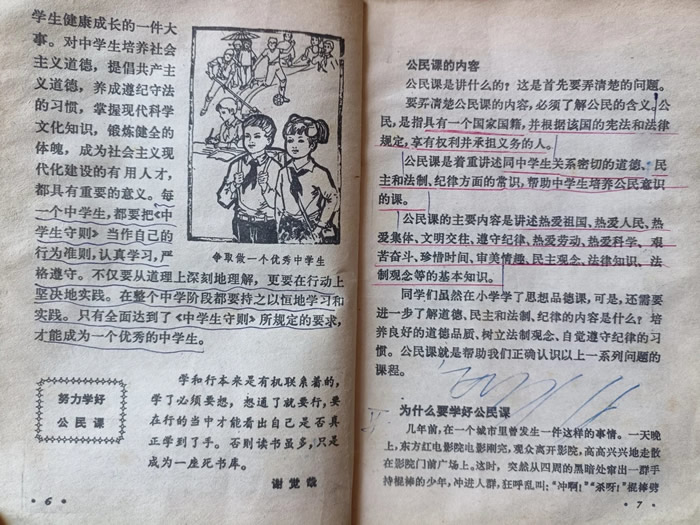 学生健康成长的一件大
事。对中学生培养社会
主义道德，提倡共产主
义道德，养成遵纪守法
的习惯，掌握现代科学
文化知识，锻炼健全的
体魄，成为社会主义现
代化建设的有用人才，
都具有重要的意义。每
一个中学生，都要把《中
学生守则》当作自己的
行为准则，认真学习，严
格遵守。不仅要从道理上深刻地理解，更要在行动上
坚决地实践。在整个中学阶段都要持之以恒地学习和
实践。只有全面达到了《中学生守则》所规定的要求，
才能成为一个优秀的中学生。
争取做一个优秀中学生
努力学好
公民课
学和行本来是有机联系着的，
学了必须要想，想通了就要行，要
在行的当中才能看出自己是否真
正学到了手。否则读书虽多，只是
成为一座死书库。
谢觉哉
·6·
公民课的内容
公民课是讲什么的？这是首先要弄清楚的问题。
要弄清楚公民课的内容，必须了解公民的含义。公
民，是指具有一个国家国籍，并根据该国的宪法和法律
规定，享有权利并承担义务的人。
公民课是着重讲述同中学生关系密切的道德、民
主和法制、纪律方面的常识，帮助中学生培养公民意识
的课。
公民课的主要内容是讲述热爱祖国、热爱人民、热
爱集体、文明交往、遵守纪律、热爱劳动、热爱科学、艰
苦奋斗、珍惜时间、审美情趣、民主观念、法律知识、法
制观念等的基本知识。
同学们虽然在小学学了思想品德课，可是，还需要
进一步了解道德、民主和法制、纪律的内容是什么？培
养良好的道德品质、树立法制观念、自觉遵守纪律的习
惯。公民课就是帮助我们正确认识以上一系列问题的
课程。
为什么要学好公民课
几年前，在一个城市里曾发生一件这样的事情。一天晚
上，东方红电影院电影刚完，观众离开影院，高高兴兴地走散
在影院门前广场上。这时，突然从四周的黑暗处窜出一群手
持棍棒的少年，冲进人群，狂呼乱叫：“冲啊！”“杀呀！”棍棒劈
·7·